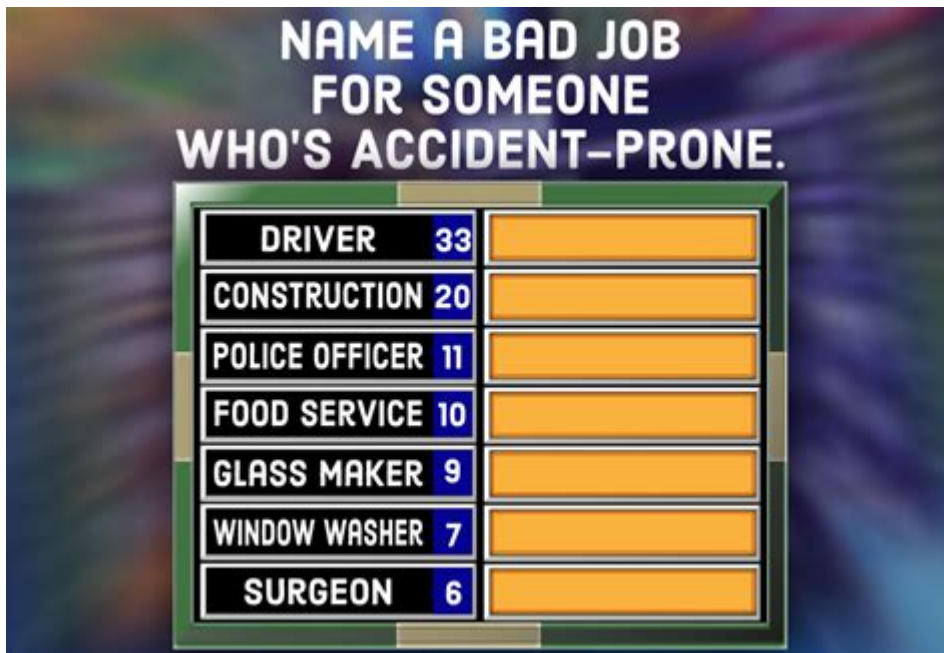 NAME A BAD JOB
FOR SOMEONE
WHO'S ACCIDENT-PRONE.
DRIVER 33
CONSTRUCTION 20
POLICE OFFICER 11
FOOD SERVICE 10
GLASS MAKER 9
WINDOW WASHER 7
SURGEON 6